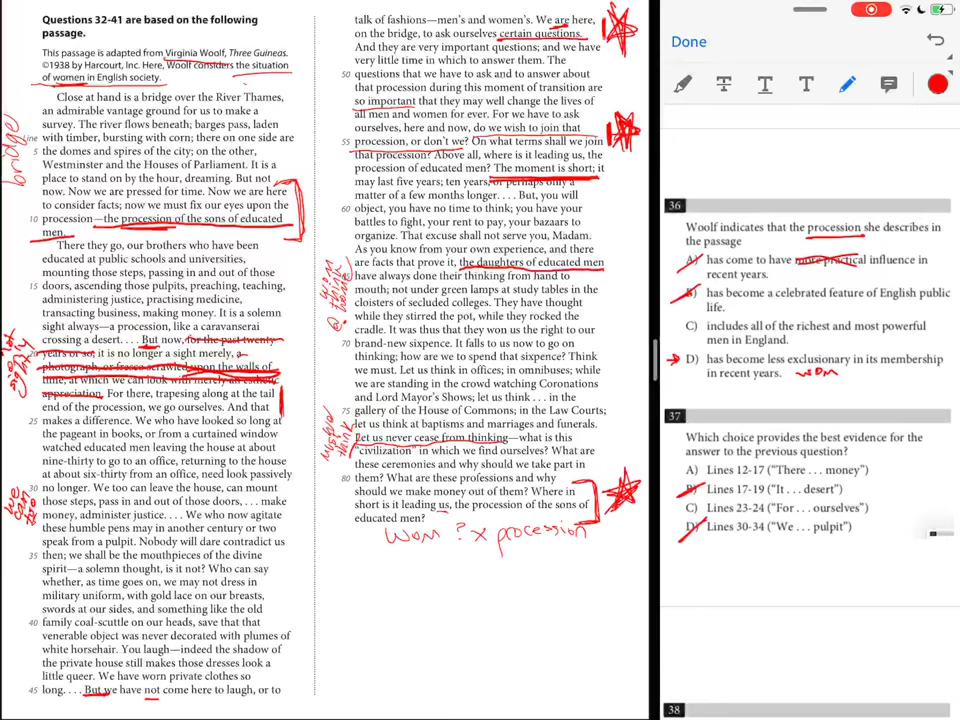 Questions 32-41 are based on the following
passage.
This passage is adapted from Virginia Woolf, Three Guineas.
©1938 by Harcourt, Inc. Here, Woolf considers the situation
of women in English society.
Close at hand is a bridge over the River Thames,
an admirable vantage ground for us to make a
survey. The river flows beneath; barges pass, laden
Line with timber, bursting with corn; there on one side are
5 the domes and spires of the city; on the other,
Westminster and the Houses of Parliament. It is a
place to stand on by the hour, dreaming. But not
now. Now we are pressed for time. Now we are here
to consider facts; now we must fix our eyes upon the
10 procession—the procession of the sons of educated
men.
There they go, our brothers who have been
educated at public schools and universities,
mounting those steps, passing in and out of those
15 doors, ascending those pulpits, preaching, teaching,
administering justice, practising medicine,
transacting business, making money. It is a solemn
sight always—a procession, like a caravanserai
crossing a desert. . . . But now, for the past twenty
20 years or so, it is no longer a sight merely, a
photograph, or fresco scrawled upon the walls of
time, at which we can look with merely an esthetic
appreciation. For there, trapesing along at the tail
end of the procession, we go ourselves. And that
25 makes a difference. We who have looked so long at
the pageant in books, or from a curtained window
watched educated men leaving the house at about
nine-thirty to go to an office, returning to the house
at about six-thirty from an office, need look passively
30 no longer. We too can leave the house, can mount
those steps, pass in and out of those doors, . . . make
money, administer justice. . . . We who now agitate
these humble pens may in another century or two
speak from a pulpit. Nobody will dare contradict us
35 then; we shall be the mouthpieces of the divine
spirit—a solemn thought, is it not? Who can say
whether, as time goes on, we may not dress in
military uniform, with gold lace on our breasts,
swords at our sides, and something like the old
40 family coal-scuttle on our heads, save that that
venerable object was never decorated with plumes of
white horsehair. You laugh—indeed the shadow of
the private house still makes those dresses look a
little queer. We have worn private clothes so
45 long. . . . But we have not come here to laugh, or to
bridge
we
can
too
talk of fashions—men's and women's. We are here,
on the bridge, to ask ourselves certain questions.
And they are very important questions; and we have
very little time in which to answer them. The
50 questions that we have to ask and to answer about
that procession during this moment of transition are
so important that they may well change the lives of
all men and women for ever. For we have to ask
ourselves, here and now, do we wish to join that
55 procession, or don't we? On what terms shall we join
that procession? Above all, where is it leading us, the
procession of educated men? The moment is short; it
may last five years; ten years, or perhaps only a
matter of a few months longer. . . . But, you will
60 object, you have no time to think; you have your
battles to fight, your rent to pay, your bazaars to
organize. That excuse shall not serve you, Madam.
As you know from your own experience, and there
are facts that prove it, the daughters of educated men
65 have always done their thinking from hand to
mouth; not under green lamps at study tables in the
cloisters of secluded colleges. They have thought
while they stirred the pot, while they rocked the
cradle. It was thus that they won us the right to our
70 brand-new sixpence. It falls to us now to go on
thinking; how are we to spend that sixpence? Think
we must. Let us think in offices; in omnibuses; while
we are standing in the crowd watching Coronations
and Lord Mayor's Shows; let us think . . . in the
75 gallery of the House of Commons; in the Law Courts;
let us think at baptisms and marriages and funerals.
Let us never cease from thinking—what is this
"civilization" in which we find ourselves? What are
these ceremonies and why should we take part in
80 them? What are these professions and why
should we make money out of them? Where in
short is it leading us, the procession of the sons of
educated men?
wom
think
@ home
must
think
wom ? x procession
Done
T T T
36
Woolf indicates that the procession she describes in
the passage
A) has come to have more practical influence in
recent years.
B) has become a celebrated feature of English public
life.
C) includes all of the richest and most powerful
men in England.
D) has become less exclusionary in its membership
in recent years.
wom
37
Which choice provides the best evidence for the
answer to the previous question?
A) Lines 12-17 ("There . . . money")
B) Lines 17-19 ("It . . . desert")
C) Lines 23-24 ("For . . . ourselves")
D) Lines 30-34 ("We . . . pulpit")
38